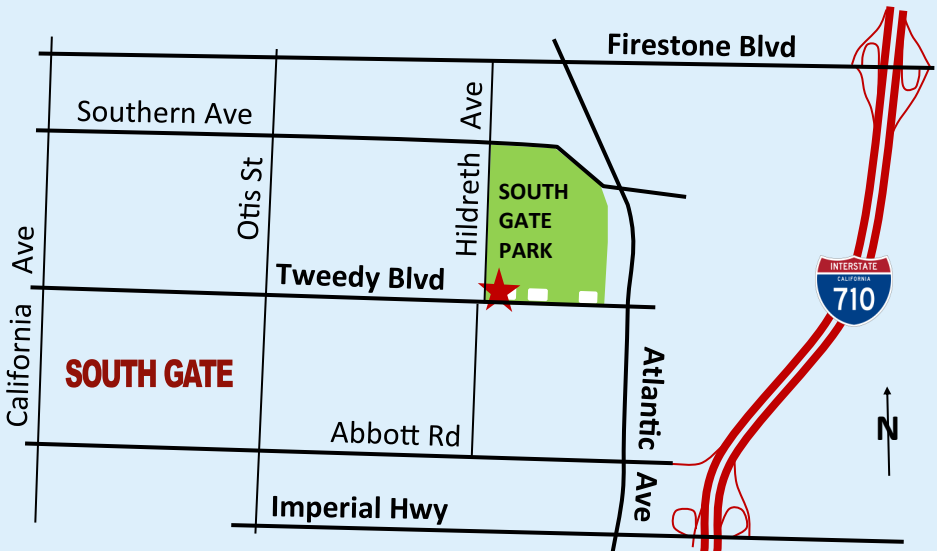 Firestone Blvd
Southern Ave
Hildreth Ave
Otis St
SOUTH
GATE
PARK
California Ave
Tweedy Blvd
INTERSTATE
CALIFORNIA
710
SOUTH GATE
Atlantic Ave
Abbott Rd
N
Imperial Hwy